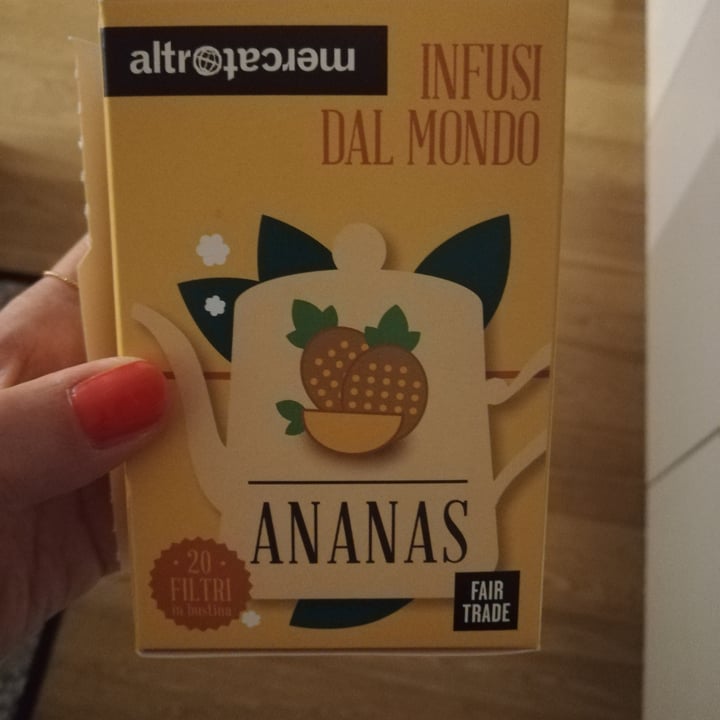 altromercato
INFUSI
DAL MONDO
ANANAS
20
FILTRI
in bustina
FAIR
TRADE